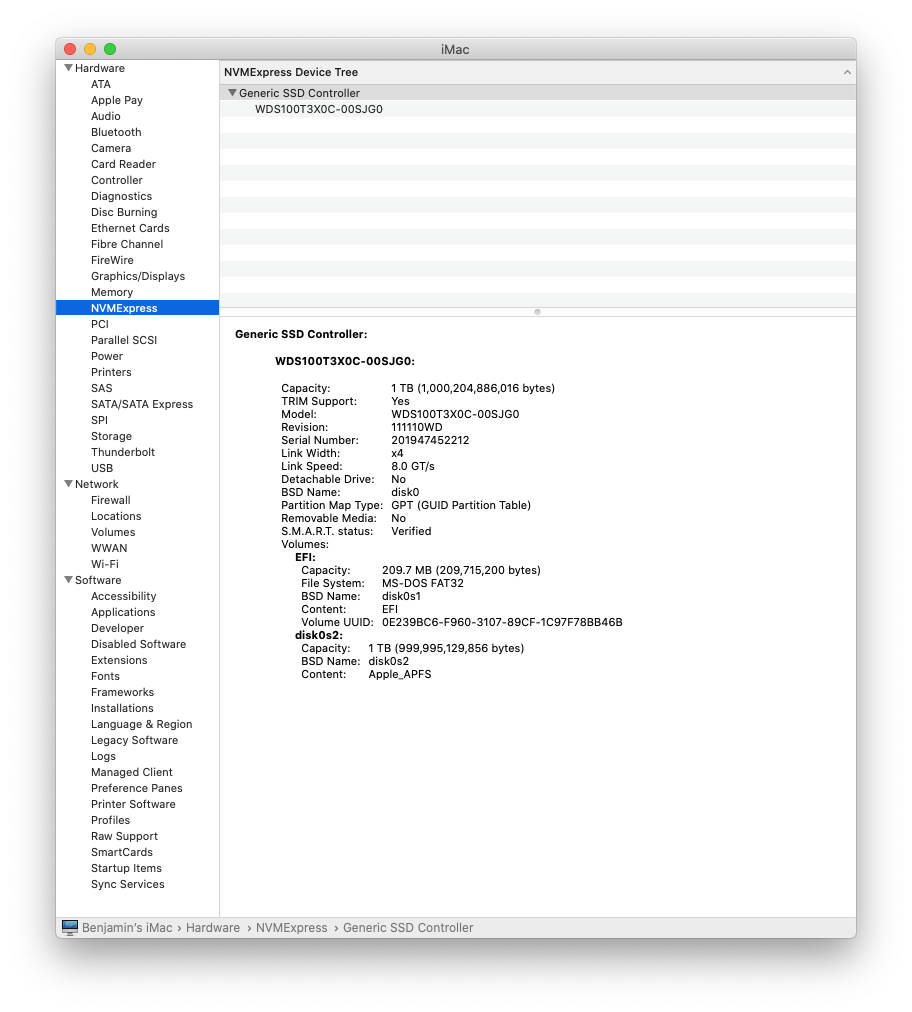 iMac
Hardware
ATA
Apple Pay
Audio
Bluetooth
Camera
Card Reader
Controller
Diagnostics
Disc Burning
Ethernet Cards
Fibre Channel
FireWire
Graphics/Displays
Memory
NVMExpress
PCI
Parallel SCSI
Power
Printers
SAS
SATA/SATA Express
SPI
Storage
Thunderbolt
USB
Network
Firewall
Locations
Volumes
WWAN
Wi-Fi
Software
Accessibility
Applications
Developer
Disabled Software
Extensions
Fonts
Frameworks
Installations
Language & Region
Legacy Software
Logs
Managed Client
Preference Panes
Printer Software
Profiles
Raw Support
SmartCards
Startup Items
Sync Services
NVMExpress Device Tree
Generic SSD Controller
WDS100T3X0C-00SJG0
Generic SSD Controller:
WDS100T3X0C-00SJG0:
Capacity: 1 TB (1,000,204,886,016 bytes)
TRIM Support: Yes
Model: WDS100T3X0C-00SJG0
Revision: 111110WD
Serial Number: 201947452212
Link Width: x4
Link Speed: 8.0 GT/s
Detachable Drive: No
BSD Name: disk0
Partition Map Type: GPT (GUID Partition Table)
Removable Media: No
S.M.A.R.T. status: Verified
Volumes:
EFI:
Capacity: 209.7 MB (209,715,200 bytes)
File System: MS-DOS FAT32
BSD Name: disk0s1
Content: EFI
Volume UUID: 0E239BC6-F960-3107-89CF-1C97F78BB46B
disk0s2:
Capacity: 1 TB (999,995,129,856 bytes)
BSD Name: disk0s2
Content: Apple_APFS
Benjamin's iMac › Hardware › NVMExpress › Generic SSD Controller